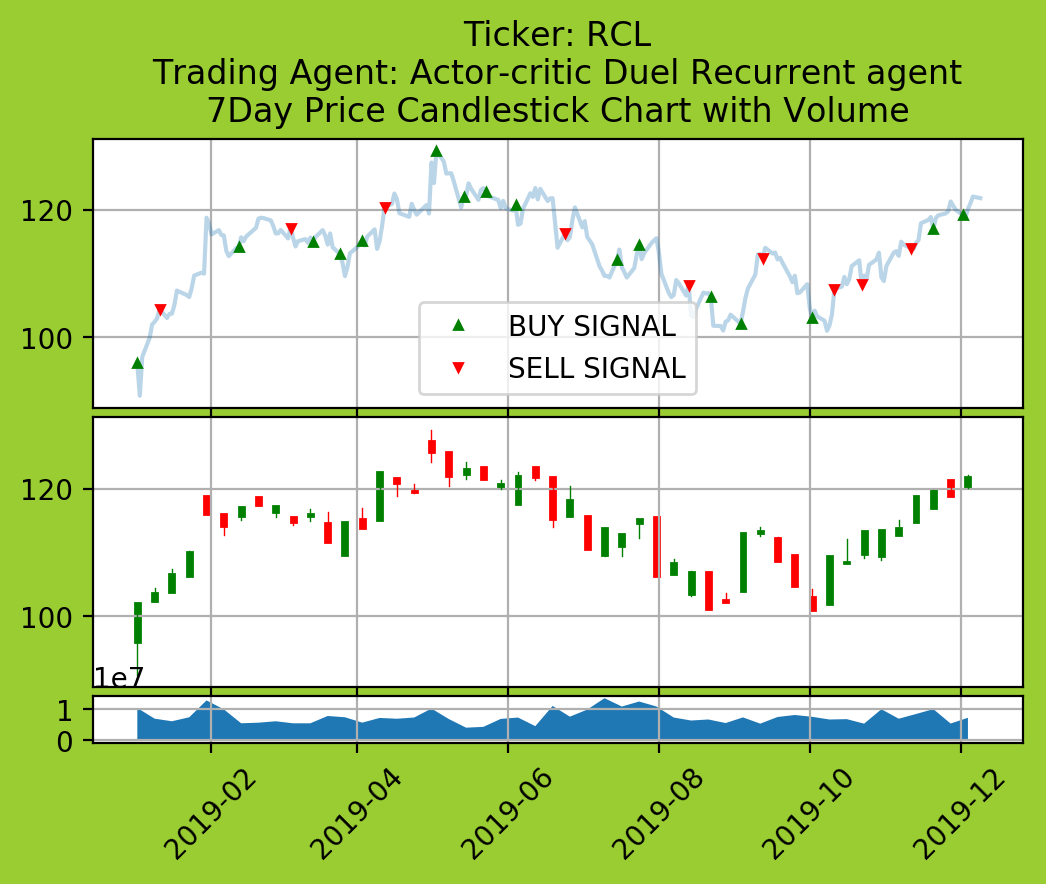 Ticker: RCL
Trading Agent: Actor-critic Duel Recurrent agent
7Day Price Candlestick Chart with Volume
120
100
BUY SIGNAL
SELL SIGNAL
120
100
1e7
1
0
2019-02
2019-04
2019-06
2019-08
2019-10
2019-12